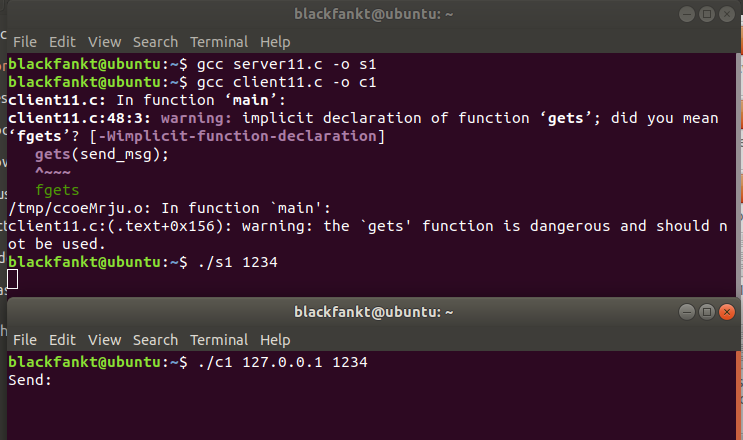 blackfankt@ubuntu: ~
File Edit View Search Terminal Help
blackfankt@ubuntu:~$ gcc server11.c -o s1
blackfankt@ubuntu:~$ gcc client11.c -o c1
client11.c: In function ‘main’:
client11.c:48:3: warning: implicit declaration of function ‘gets’; did you mean
‘fgets’? [-Wimplicit-function-declaration]
   gets(send_msg);
   ^~~~
   fgets
/tmp/ccoeMrju.o: In function `main':
client11.c:(.text+0x156): warning: the `gets' function is dangerous and should n
ot be used.
blackfankt@ubuntu:~$ ./s1 1234
blackfankt@ubuntu: ~
File Edit View Search Terminal Help
blackfankt@ubuntu:~$ ./c1 127.0.0.1 1234
Send: